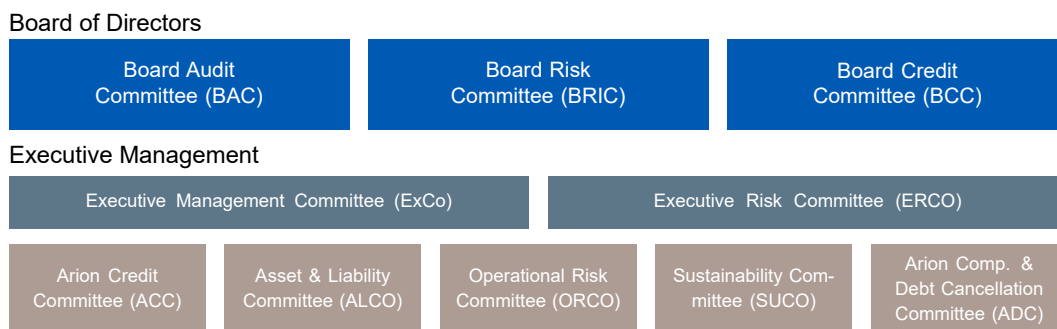 Board of Directors
Board Audit
Committee (BAC)
Board Risk
Committee (BRIC)
Board Credit
Committee (BCC)
Executive Management
Executive Management Committee (ExCo)
Executive Risk Committee (ERCO)
Arion Credit
Committee (ACC)
Asset & Liability
Committee (ALCO)
Operational Risk
Committee (ORCO)
Sustainability Com-
mittee (SUCO)
Arion Comp. &
Debt Cancellation
Committee (ADC)